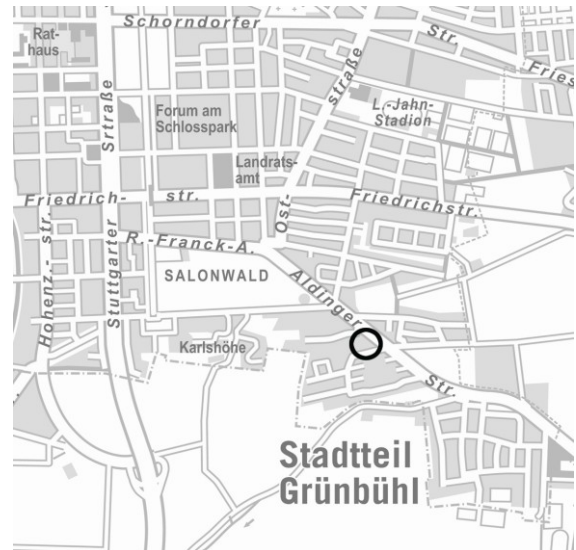 Schorndorfer
Str.
Fries
Rat-
haus
Srtraße
straße
Forum am
Schlosspark
L.-Jahn-
Stadion
Landrats-
amt
Friedrich-
str.
Ost-
Friedrichstr.
R.-Franck-A.
Hohenz.- str.
Stuttgarter
SALONWALD
Aldinger
Karlshöhe
Str.
Stadtteil
Grünbühl